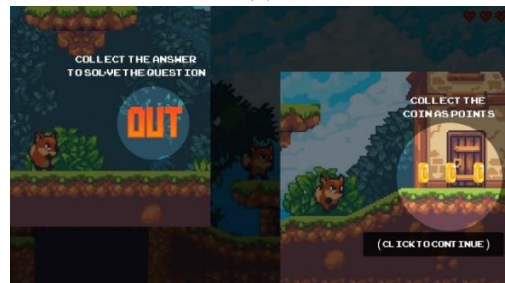 COLLECT THE ANSWER
TO SOLVE THE QUESTION
OUT
COLLECT THE
COIN AS POINTS
(CLICK TO CONTINUE)